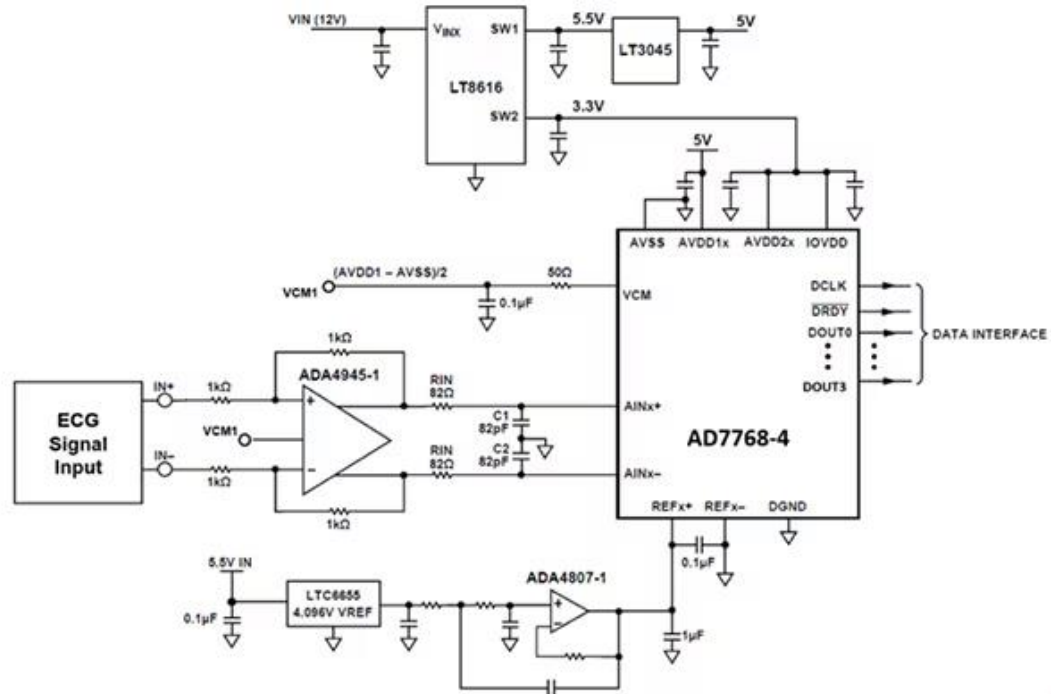 VIN (12V)
VINX
SW1
5.5V
5V
LT3045
LT8616
SW2
3.3V
5V
AVSS
AVDD1x
AVDD2x
IOVDD
(AVDD1 – AVSS)/2
50Ω
VCM1
0.1µF
VCM
DCLK
DRDY
DOUT0
DATA INTERFACE
DOUT3
1kΩ
ADA4945-1
IN+
1kΩ
RIN
82Ω
AINx+
ECG
Signal
Input
VCM1
+
–
C1
82pF
C2
82pF
AD7768-4
IN–
1kΩ
RIN
82Ω
AINx–
1kΩ
REFx+
REFx–
DGND
0.1µF
5.5V IN
ADA4807-1
LTC6655
4.096V VREF
0.1µF
+
–
1µF